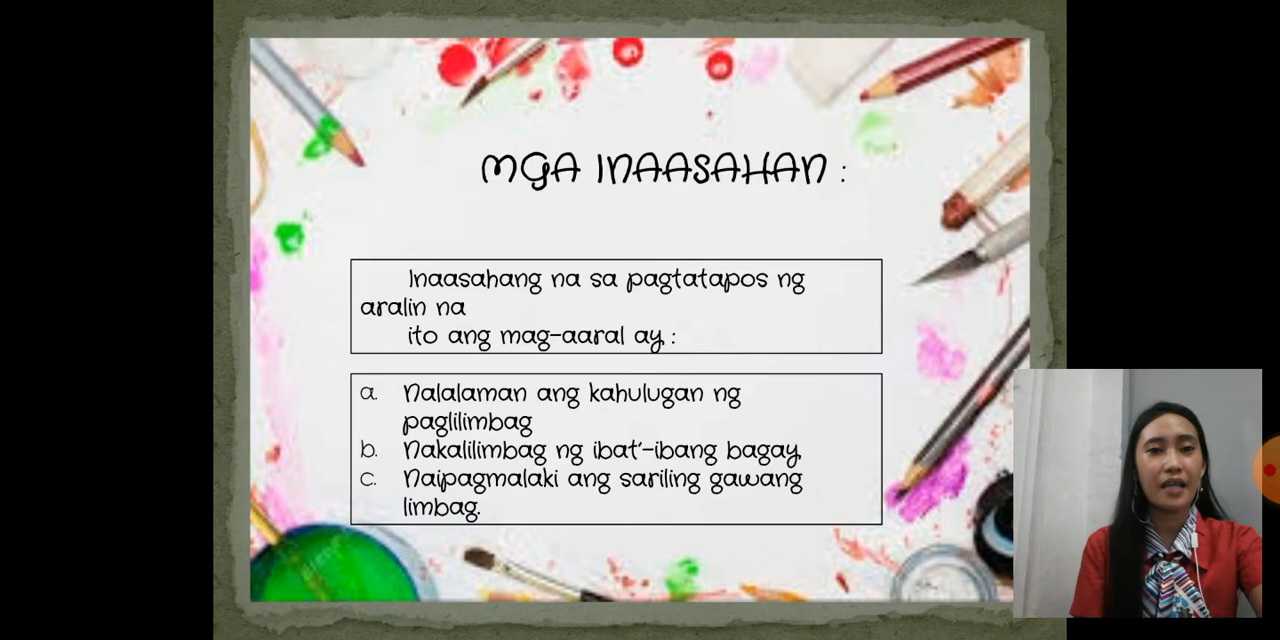 MGA INAASAHAN :
Inaasahang na sa pagtatapos ng
aralin na
ito ang mag-aaral ay :
a. Nalalaman ang kahulugan ng
paglilimbag
b. Nakalilimbag ng ibat'-ibang bagay
c. Naipagmalaki ang sariling gawang
limbag.